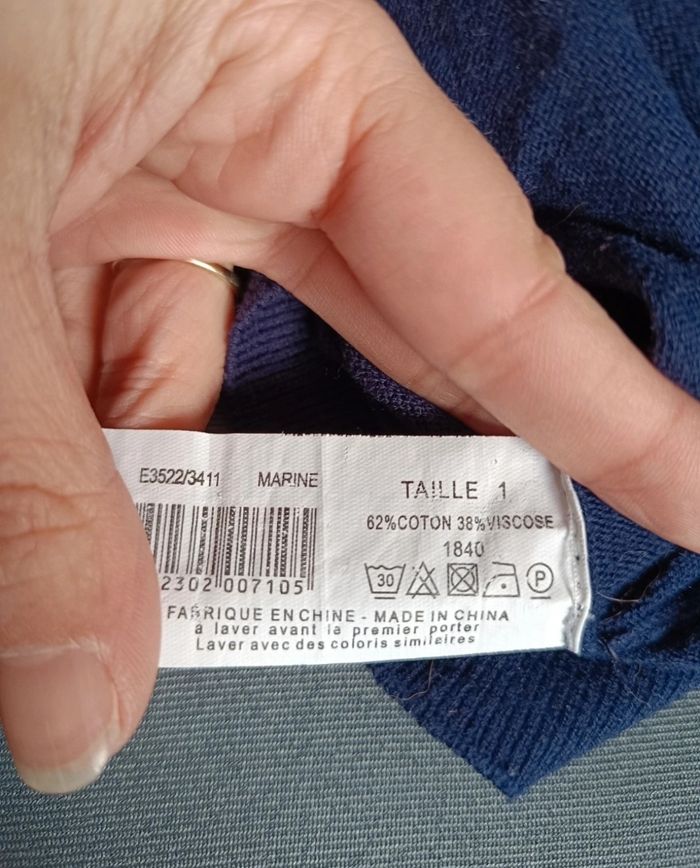 E3522/3411 MARINE
2302 007105
TAILLE 1
62%COTON 38%VISCOSE
1840
30 P
FABRIQUE EN CHINE - MADE IN CHINA
à laver avant la premier porter
Laver avec des coloris similaires